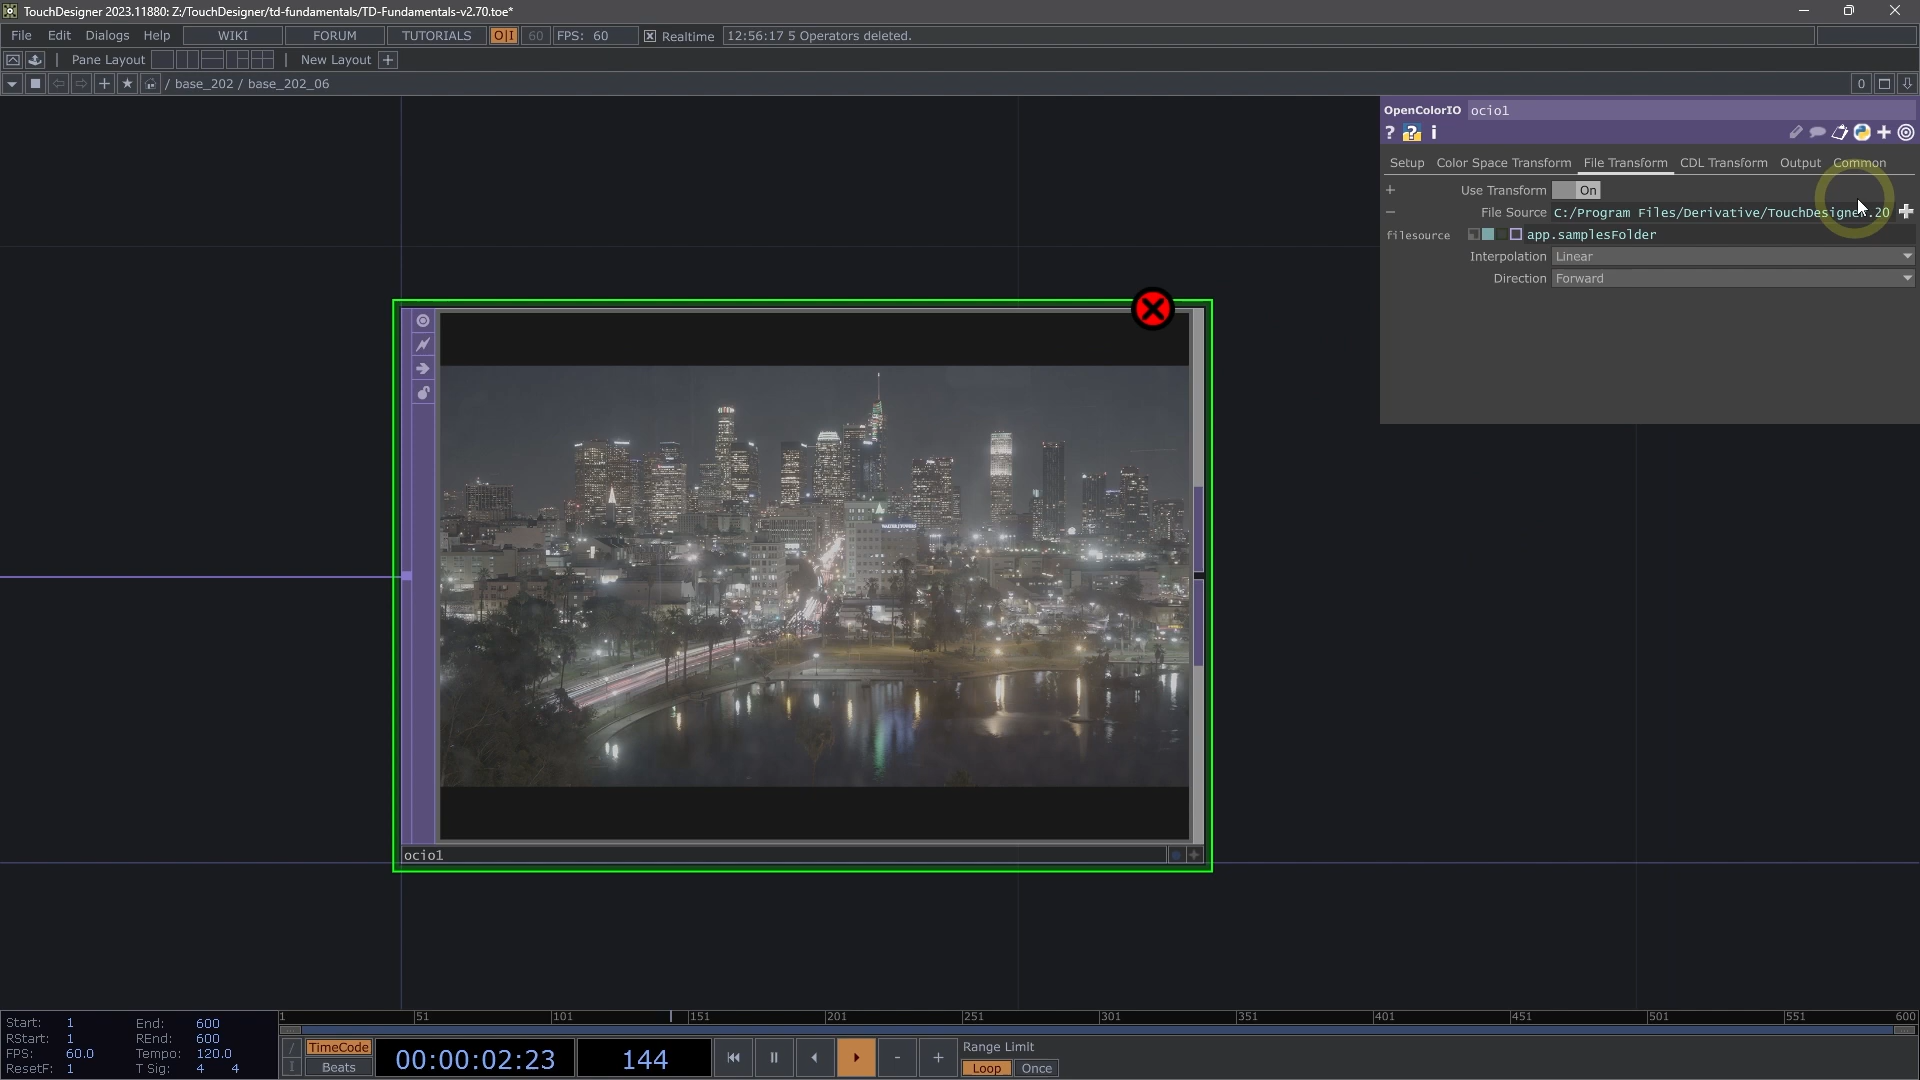 TouchDesigner 2023.11880: Z:/TouchDesigner/td-fundamentals/TD-Fundamentals-v2.70.toe*
File Edit Dialogs Help WIKI FORUM TUTORIALS O|I 60 FPS: 60 Realtime 12:56:17 5 Operators deleted.
Pane Layout New Layout +
/ base_202 / base_202_06 0
OpenColorIO ocio1
? ? i
Setup Color Space Transform File Transform CDL Transform Output Common
+ Use Transform On
- File Source C:/Program Files/Derivative/TouchDesigner.20
filesource app.samplesFolder
Interpolation Linear
Direction Forward
ocio1
Start: 1 End: 600
RStart: 1 REnd: 600
FPS: 60.0 Tempo: 120.0
ResetF: 1 T Sig: 4 4
1 51 101 151 201 251 301 351 401 451 501 551 600
TimeCode
Beats
00:00:02:23 144
- +
Range Limit
Loop Once